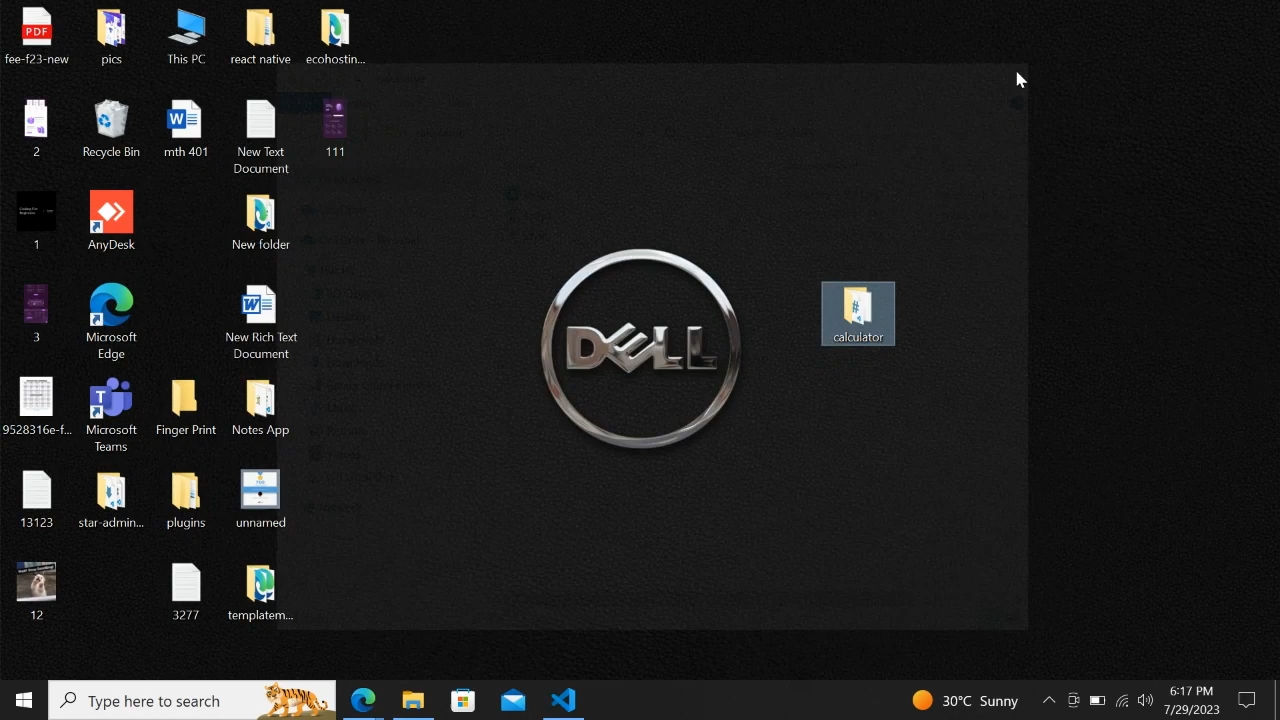 fee-f23-new
pics
This PC
react native
ecohostin...
2
Recycle Bin
mth 401
New Text
Document
111
1
AnyDesk
New folder
3
Microsoft
Edge
New Rich Text
Document
9528316e-f...
Microsoft
Teams
Finger Print
Notes App
13123
star-admin...
plugins
unnamed
12
3277
templatem...
PDF
DELL
#
calculator
Type here to search
30°C Sunny
6:17 PM
7/29/2023